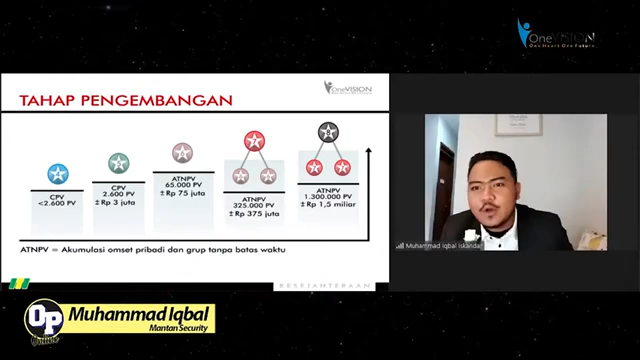 OneVISION
One Heart One Future
OneVISION
TAHAP PENGEMBANGAN
CPV
<2.600 PV
CPV
2.600 PV
± Rp 3 juta
ATNPV
65.000 PV
± Rp 75 juta
7
ATNPV
325.000 PV
± Rp 375 juta
8
ATNPV
1.300.000 PV
± Rp 1,5 miliar
ATNPV = Akumulasi omset pribadi dan grup tanpa batas waktu
KESEJAHTERAAN
Muhammad Iqbal Iskandar
OP
Muhammad Iqbal
Mantan Security